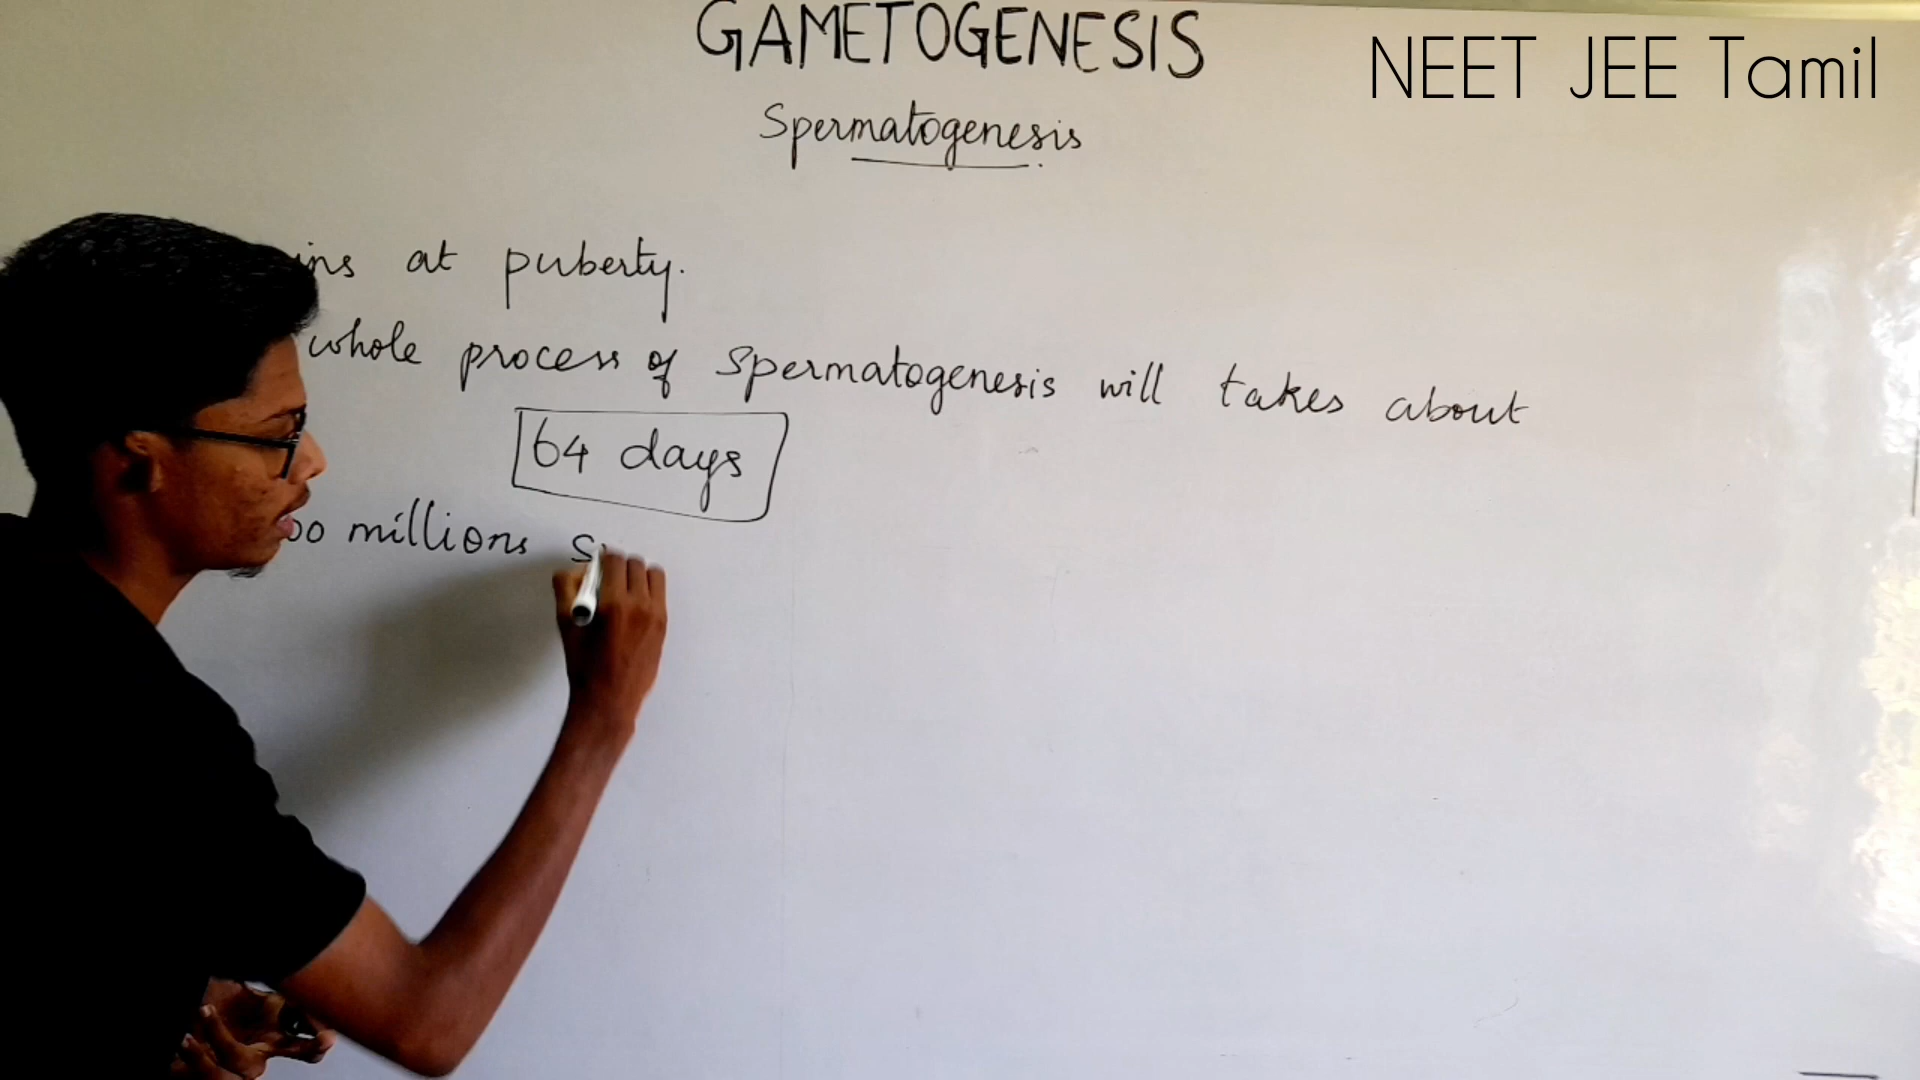 GAMETOGENESIS
NEET JEE Tamil
Spermatogenesis
at puberty.
whole process of spermatogenesis will takes about
64 days
millions